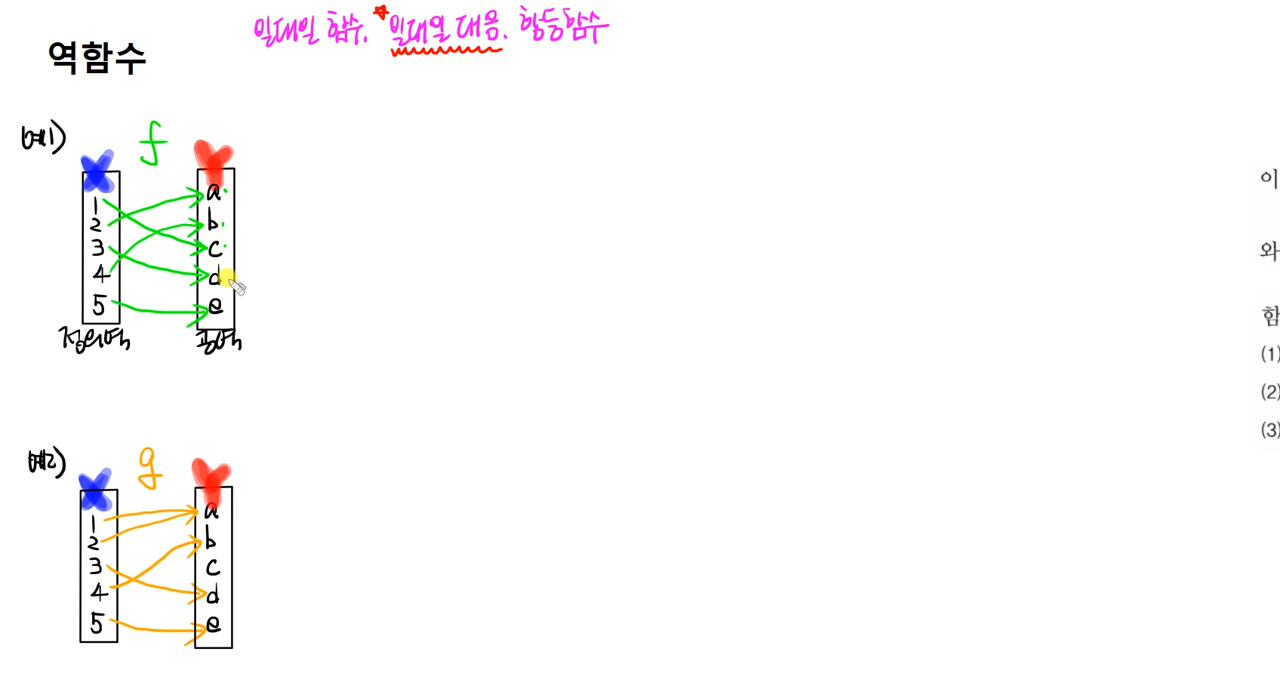 일대일 함수. 일대일 대응. 항등함수
역함수
예1)
f
X
Y
1
2
3
4
5
a
b
c
d
e
정의역
공역
예2)
g
X
Y
1
2
3
4
5
a
b
c
d
e
이
와
함
(1)
(2)
(3)